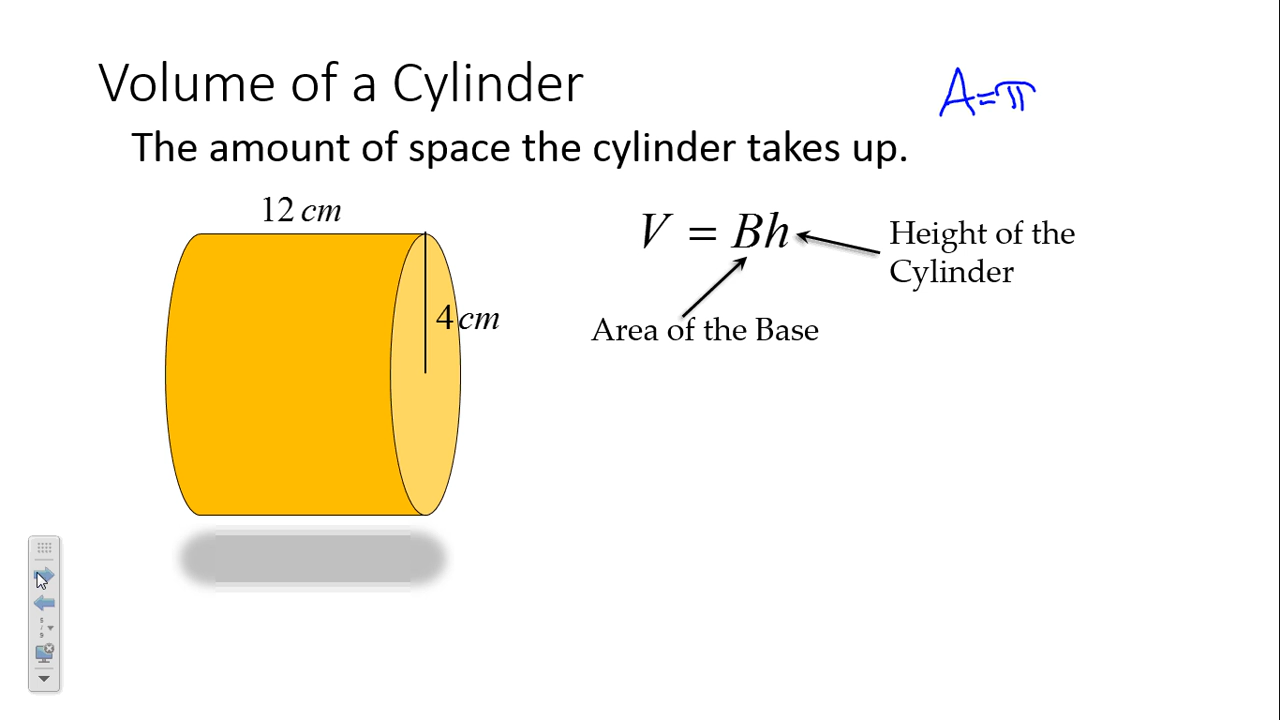 Volume of a Cylinder
A=π
The amount of space the cylinder takes up.
12 cm
V = Bh
Height of the
Cylinder
4 cm
Area of the Base